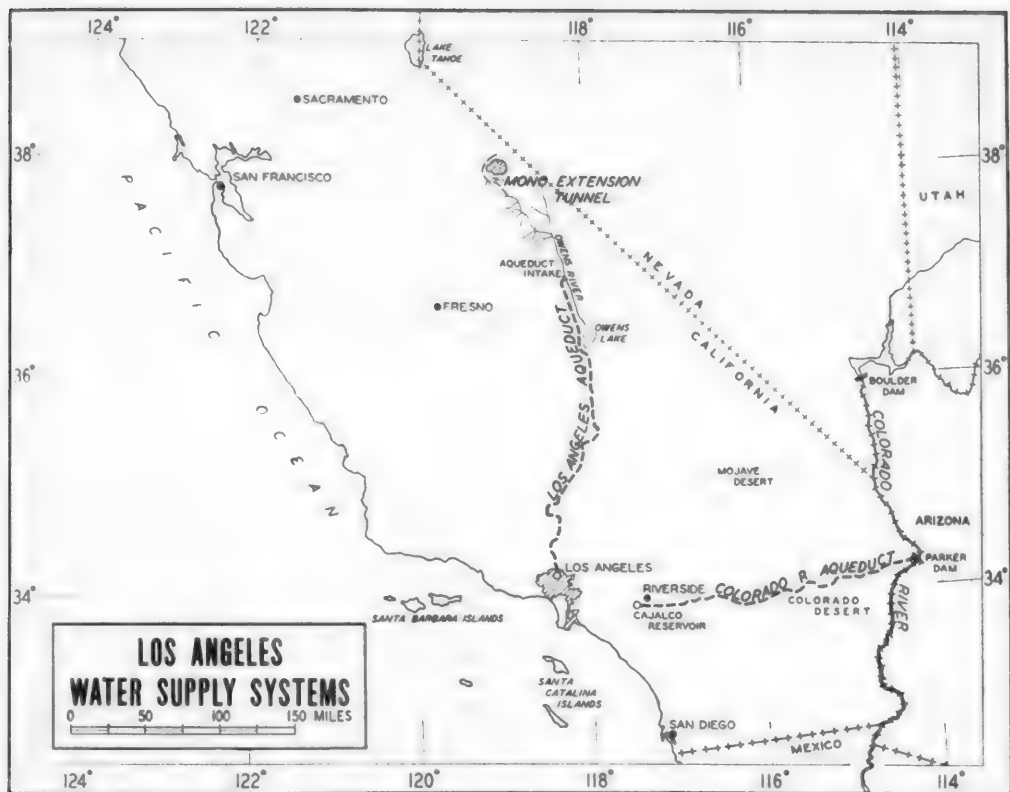 124°
122°
120°
118°
116°
114°
LAKE
TAHOE
SACRAMENTO
38°
38°
SAN FRANCISCO
MONO EXTENSION
TUNNEL
UTAH
PACIFIC OCEAN
OWENS RIVER
AQUEDUCT
INTAKE
NEVADA
CALIFORNIA
FRESNO
OWENS
LAKE
36°
36°
BOULDER
DAM
LOS ANGELES AQUEDUCT
COLORADO
RIVER
MOJAVE
DESERT
ARIZONA
PARKER
DAM
LOS ANGELES
34°
34°
RIVERSIDE
COLORADO R. AQUEDUCT
CAJALCO
RESERVOIR
COLORADO
DESERT
SANTA BARBARA ISLANDS
LOS ANGELES
WATER SUPPLY SYSTEMS
0 50 100 150 MILES
SANTA
CATALINA
ISLANDS
SAN DIEGO
MEXICO
124°
122°
120°
118°
116°
114°